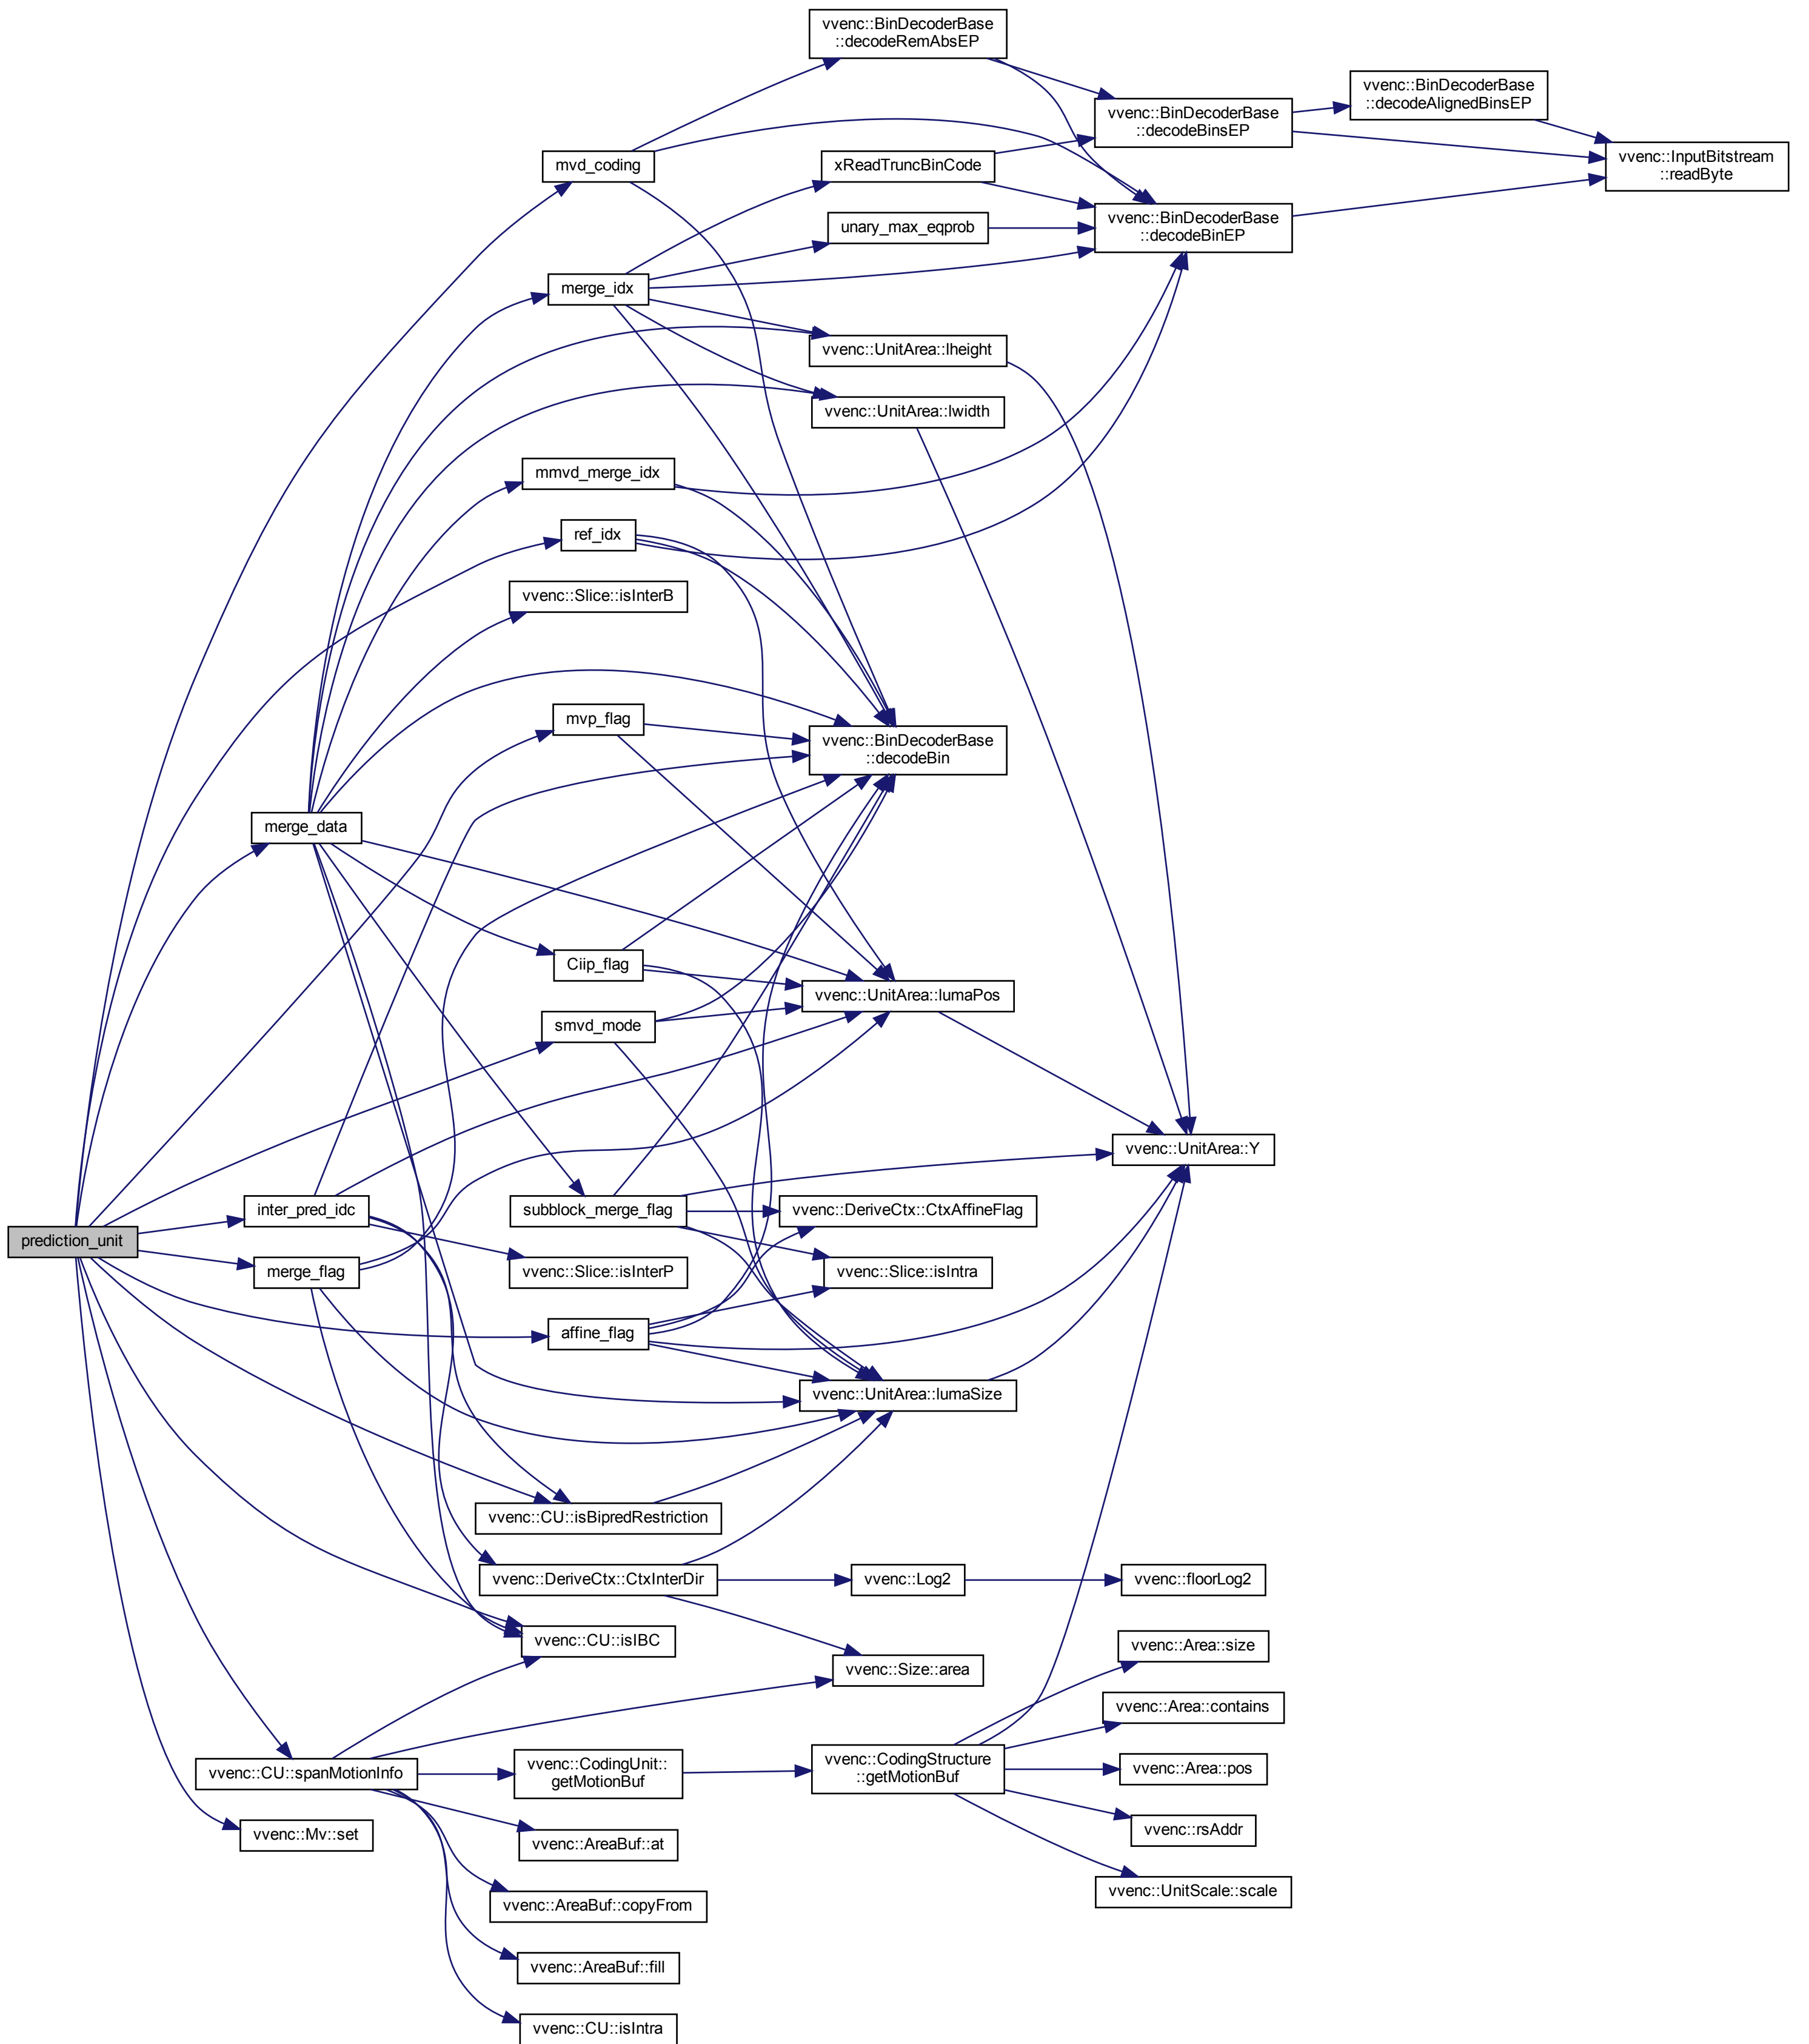 vvenc::BinDecoderBase
::decodeRemAbsEP
vvenc::BinDecoderBase
::decodeAlignedBinsEP
vvenc::BinDecoderBase
::decodeBinsEP
mvd_coding
xReadTruncBinCode
vvenc::InputBitstream
::readByte
unary_max_eqprob
vvenc::BinDecoderBase
::decodeBinEP
merge_idx
vvenc::UnitArea::lheight
vvenc::UnitArea::lwidth
mmvd_merge_idx
ref_idx
vvenc::Slice::isInterB
mvp_flag
vvenc::BinDecoderBase
::decodeBin
merge_data
Ciip_flag
vvenc::UnitArea::lumaPos
smvd_mode
vvenc::UnitArea::Y
inter_pred_idc
subblock_merge_flag
vvenc::DeriveCtx::CtxAffineFlag
prediction_unit
merge_flag
vvenc::Slice::isInterP
vvenc::Slice::isIntra
affine_flag
vvenc::UnitArea::lumaSize
vvenc::CU::isBipredRestriction
vvenc::DeriveCtx::CtxInterDir
vvenc::Log2
vvenc::floorLog2
vvenc::CU::isIBC
vvenc::Size::area
vvenc::Area::size
vvenc::Area::contains
vvenc::CU::spanMotionInfo
vvenc::CodingUnit::
getMotionBuf
vvenc::CodingStructure
::getMotionBuf
vvenc::Area::pos
vvenc::Mv::set
vvenc::AreaBuf::at
vvenc::rsAddr
vvenc::AreaBuf::copyFrom
vvenc::UnitScale::scale
vvenc::AreaBuf::fill
vvenc::CU::isIntra